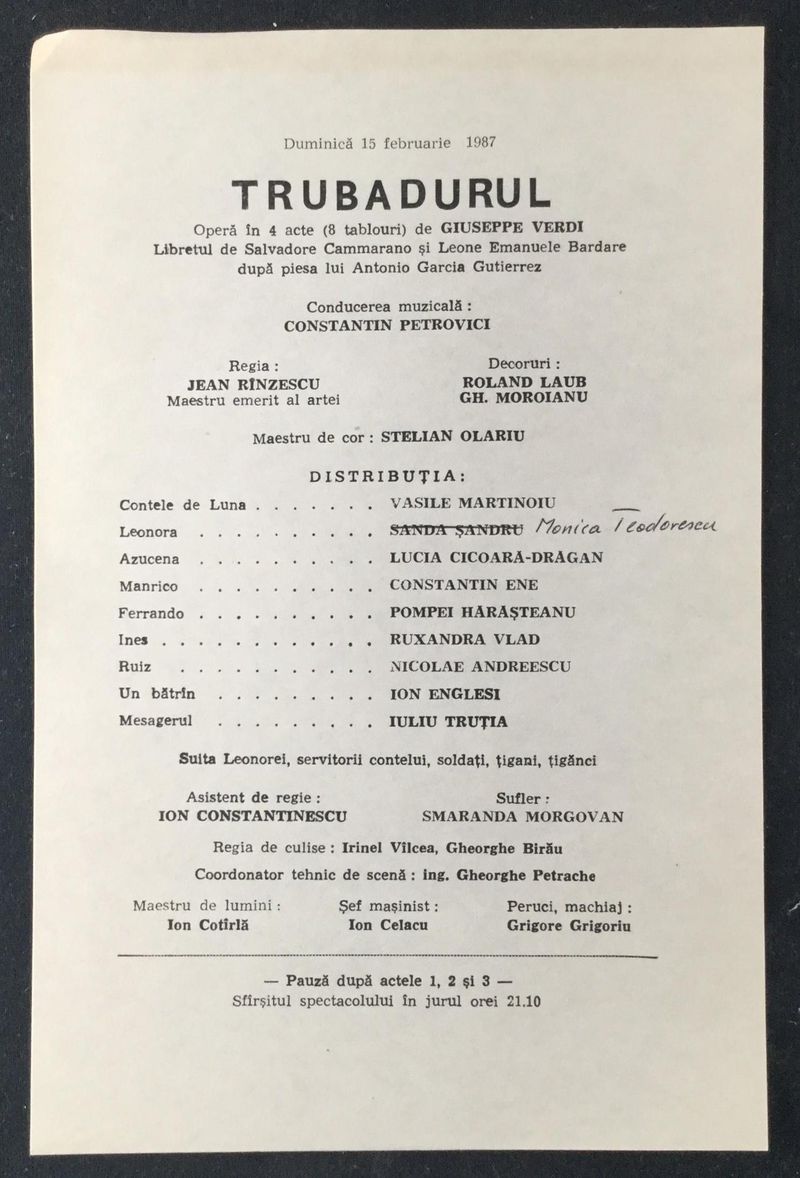 Duminică 15 februarie 1987
TRUBADURUL
Operă în 4 acte (8 tablouri) de GIUSEPPE VERDI
Libretul de Salvadore Cammarano și Leone Emanuele Bardare
după piesa lui Antonio Garcia Gutierrez
Conducerea muzicală :
CONSTANTIN PETROVICI
Regia :
JEAN RÎNZESCU
Maestru emerit al artei
Decoruri :
ROLAND LAUB
GH. MOROIANU
Maestru de cor : STELIAN OLARIU
DISTRIBUȚIA:
Contele de Luna . . . . . . . VASILE MARTINOIU
Leonora . . . . . . . . . . SANDA ȘANDRU Monica Teodorescu
Azucena . . . . . . . . . . LUCIA CICOARĂ-DRĂGAN
Manrico . . . . . . . . . . CONSTANTIN ENE
Ferrando . . . . . . . . . . POMPEI HĂRĂȘTEANU
Ines . . . . . . . . . . . . RUXANDRA VLAD
Ruiz . . . . . . . . . . . NICOLAE ANDREESCU
Un bătrîn . . . . . . . . . ION ENGLESI
Mesagerul . . . . . . . . . IULIU TRUȚIA
Suita Leonorei, servitorii contelui, soldați, țigani, țigănci
Asistent de regie :
ION CONSTANTINESCU
Sufler :
SMARANDA MORGOVAN
Regia de culise : Irinel Vîlcea, Gheorghe Birău
Coordonator tehnic de scenă : ing. Gheorghe Petrache
Maestru de lumini :
Ion Cotîrlă
Șef mașinist :
Ion Celacu
Peruci, machiaj :
Grigore Grigoriu
— Pauză după actele 1, 2 și 3 —
Sfîrșitul spectacolului în jurul orei 21.10